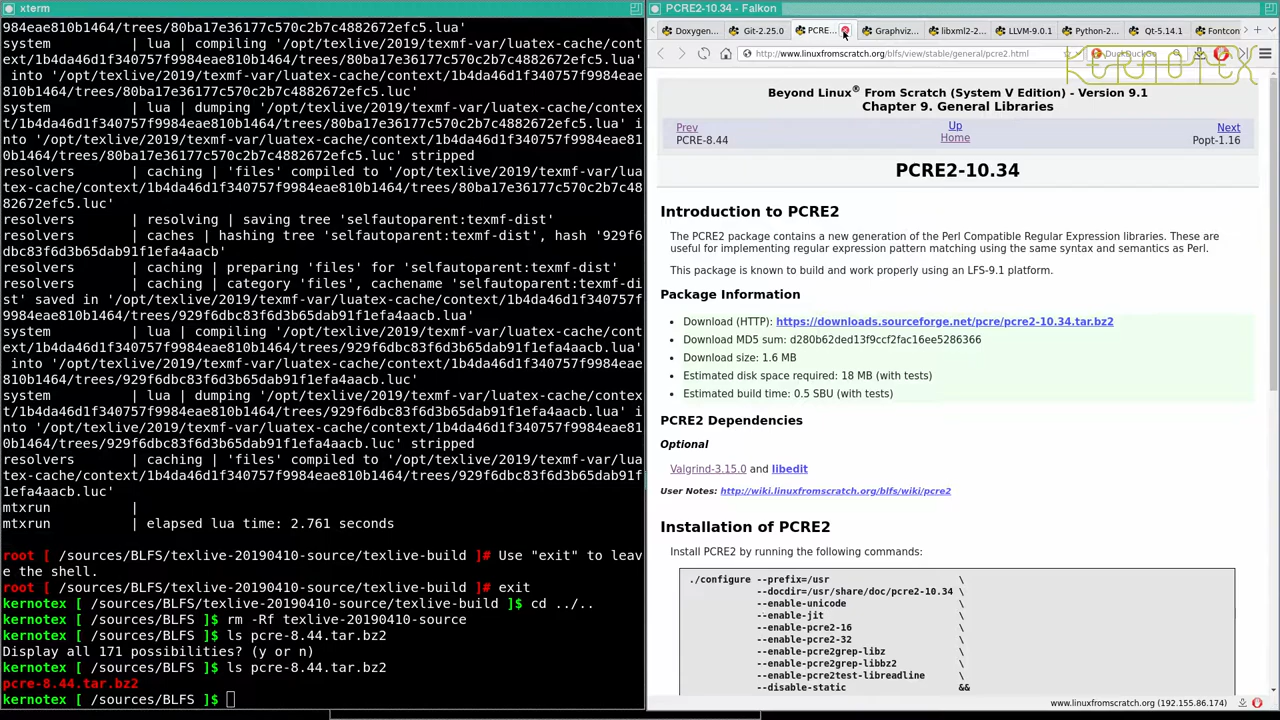 xterm
984eae810b1464/trees/80ba17e36177c570c2b7c4882672efc5.lua'
system          | lua | compiling '/opt/texlive/2019/texmf-var/luatex-cache/cont
ext/1b4da46d1f340757f9984eae810b1464/trees/80ba17e36177c570c2b7c4882672efc5.lua'
 into '/opt/texlive/2019/texmf-var/luatex-cache/context/1b4da46d1f340757f9984eae
810b1464/trees/80ba17e36177c570c2b7c4882672efc5.luc'
system          | lua | dumping '/opt/texlive/2019/texmf-var/luatex-cache/contex
t/1b4da46d1f340757f9984eae810b1464/trees/80ba17e36177c570c2b7c4882672efc5.lua' i
nto '/opt/texlive/2019/texmf-var/luatex-cache/context/1b4da46d1f340757f9984eae81
0b1464/trees/80ba17e36177c570c2b7c4882672efc5.luc' stripped
resolvers       | caching | 'files' compiled to '/opt/texlive/2019/texmf-var/lua
tex-cache/context/1b4da46d1f340757f9984eae810b1464/trees/80ba17e36177c570c2b7c48
82672efc5.luc'
resolvers       | resolving | saving tree 'selfautoparent:texmf-dist'
resolvers       | caches | hashing tree 'selfautoparent:texmf-dist', hash '929f6
dbc83f6d3b65dab91f1efa4aacb'
resolvers       | caching | preparing 'files' for 'selfautoparent:texmf-dist'
resolvers       | caching | category 'files', cachename 'selfautoparent:texmf-di
st' saved in '/opt/texlive/2019/texmf-var/luatex-cache/context/1b4da46d1f340757f
9984eae810b1464/trees/929f6dbc83f6d3b65dab91f1efa4aacb.lua'
system          | lua | compiling '/opt/texlive/2019/texmf-var/luatex-cache/cont
ext/1b4da46d1f340757f9984eae810b1464/trees/929f6dbc83f6d3b65dab91f1efa4aacb.lua'
 into '/opt/texlive/2019/texmf-var/luatex-cache/context/1b4da46d1f340757f9984eae
810b1464/trees/929f6dbc83f6d3b65dab91f1efa4aacb.luc'
system          | lua | dumping '/opt/texlive/2019/texmf-var/luatex-cache/contex
t/1b4da46d1f340757f9984eae810b1464/trees/929f6dbc83f6d3b65dab91f1efa4aacb.lua' i
nto '/opt/texlive/2019/texmf-var/luatex-cache/context/1b4da46d1f340757f9984eae81
0b1464/trees/929f6dbc83f6d3b65dab91f1efa4aacb.luc' stripped
resolvers       | caching | 'files' compiled to '/opt/texlive/2019/texmf-var/lua
tex-cache/context/1b4da46d1f340757f9984eae810b1464/trees/929f6dbc83f6d3b65dab91f
1efa4aacb.luc'
mtxrun          |
mtxrun          | elapsed lua time: 2.761 seconds
root [ /sources/BLFS/texlive-20190410-source/texlive-build ]# Use "exit" to leav
e the shell.
root [ /sources/BLFS/texlive-20190410-source/texlive-build ]# exit
kernotex [ /sources/BLFS/texlive-20190410-source/texlive-build ]$ cd ../..
kernotex [ /sources/BLFS ]$ rm -Rf texlive-20190410-source
kernotex [ /sources/BLFS ]$ ls pcre-8.44.tar.bz2
Display all 171 possibilities? (y or n)
kernotex [ /sources/BLFS ]$ ls pcre-8.44.tar.bz2
pcre-8.44.tar.bz2
kernotex [ /sources/BLFS ]$
PCRE2-10.34 - Falkon
Doxygen... Git-2.25.0 PCRE... Graphviz... libxml2-2... LLVM-9.0.1 Python-2... Qt-5.14.1 Fontcon
http://www.linuxfromscratch.org/blfs/view/stable/general/pcre2.html DuckDuckGo
KERNOTEX
Beyond Linux® From Scratch (System V Edition) - Version 9.1
Chapter 9. General Libraries
Prev Up Next
PCRE-8.44 Home Popt-1.16
PCRE2-10.34
Introduction to PCRE2
The PCRE2 package contains a new generation of the Perl Compatible Regular Expression libraries. These are
useful for implementing regular expression pattern matching using the same syntax and semantics as Perl.
This package is known to build and work properly using an LFS-9.1 platform.
Package Information
• Download (HTTP): https://downloads.sourceforge.net/pcre/pcre2-10.34.tar.bz2
• Download MD5 sum: d280b62ded13f9ccf2fac16ee5286366
• Download size: 1.6 MB
• Estimated disk space required: 18 MB (with tests)
• Estimated build time: 0.5 SBU (with tests)
PCRE2 Dependencies
Optional
Valgrind-3.15.0 and libedit
User Notes: http://wiki.linuxfromscratch.org/blfs/wiki/pcre2
Installation of PCRE2
Install PCRE2 by running the following commands:
./configure --prefix=/usr                       \
            --docdir=/usr/share/doc/pcre2-10.34 \
            --enable-unicode                    \
            --enable-jit                        \
            --enable-pcre2-16                   \
            --enable-pcre2-32                   \
            --enable-pcre2grep-libz             \
            --enable-pcre2grep-libbz2           \
            --enable-pcre2test-libreadline      \
            --disable-static                    &&
www.linuxfromscratch.org (192.155.86.174)